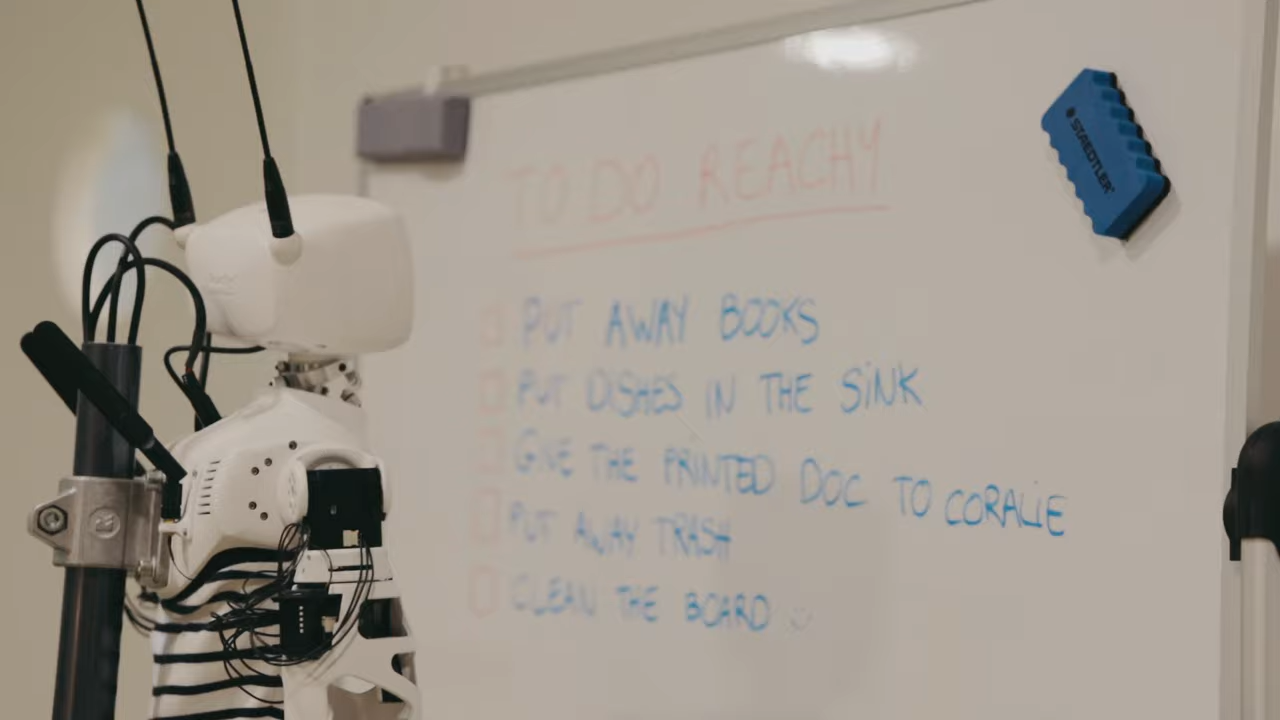 TO DO REACHY
STAEDTLER
PUT AWAY BOOKS
PUT DISHES IN THE SINK
GIVE THE PRINTED DOC TO CORALIE
PUT AWAY TRASH
CLEAN THE BOARD